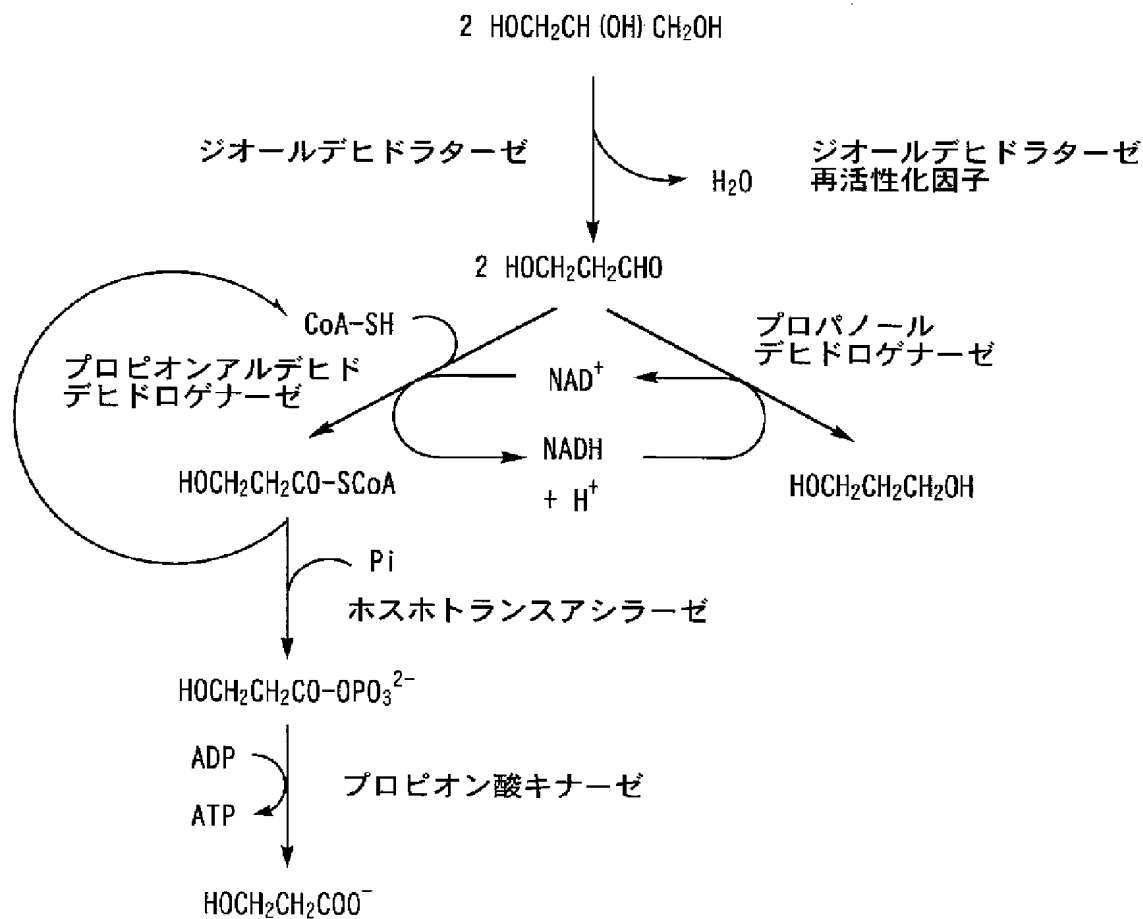 2 HOCH₂CH (OH) CH₂OH
ジオールデヒドラターゼ
H₂O
ジオールデヒドラターゼ
再活性化因子
2 HOCH₂CH₂CHO
CoA-SH
プロピオンアルデヒド
デヒドロゲナーゼ
NAD⁺
プロパノール
デヒドロゲナーゼ
NADH
+ H⁺
HOCH₂CH₂CO-SCoA
HOCH₂CH₂CH₂OH
Pi
ホスホトランスアシラーゼ
HOCH₂CH₂CO-OPO₃²⁻
ADP
ATP
プロピオン酸キナーゼ
HOCH₂CH₂COO⁻